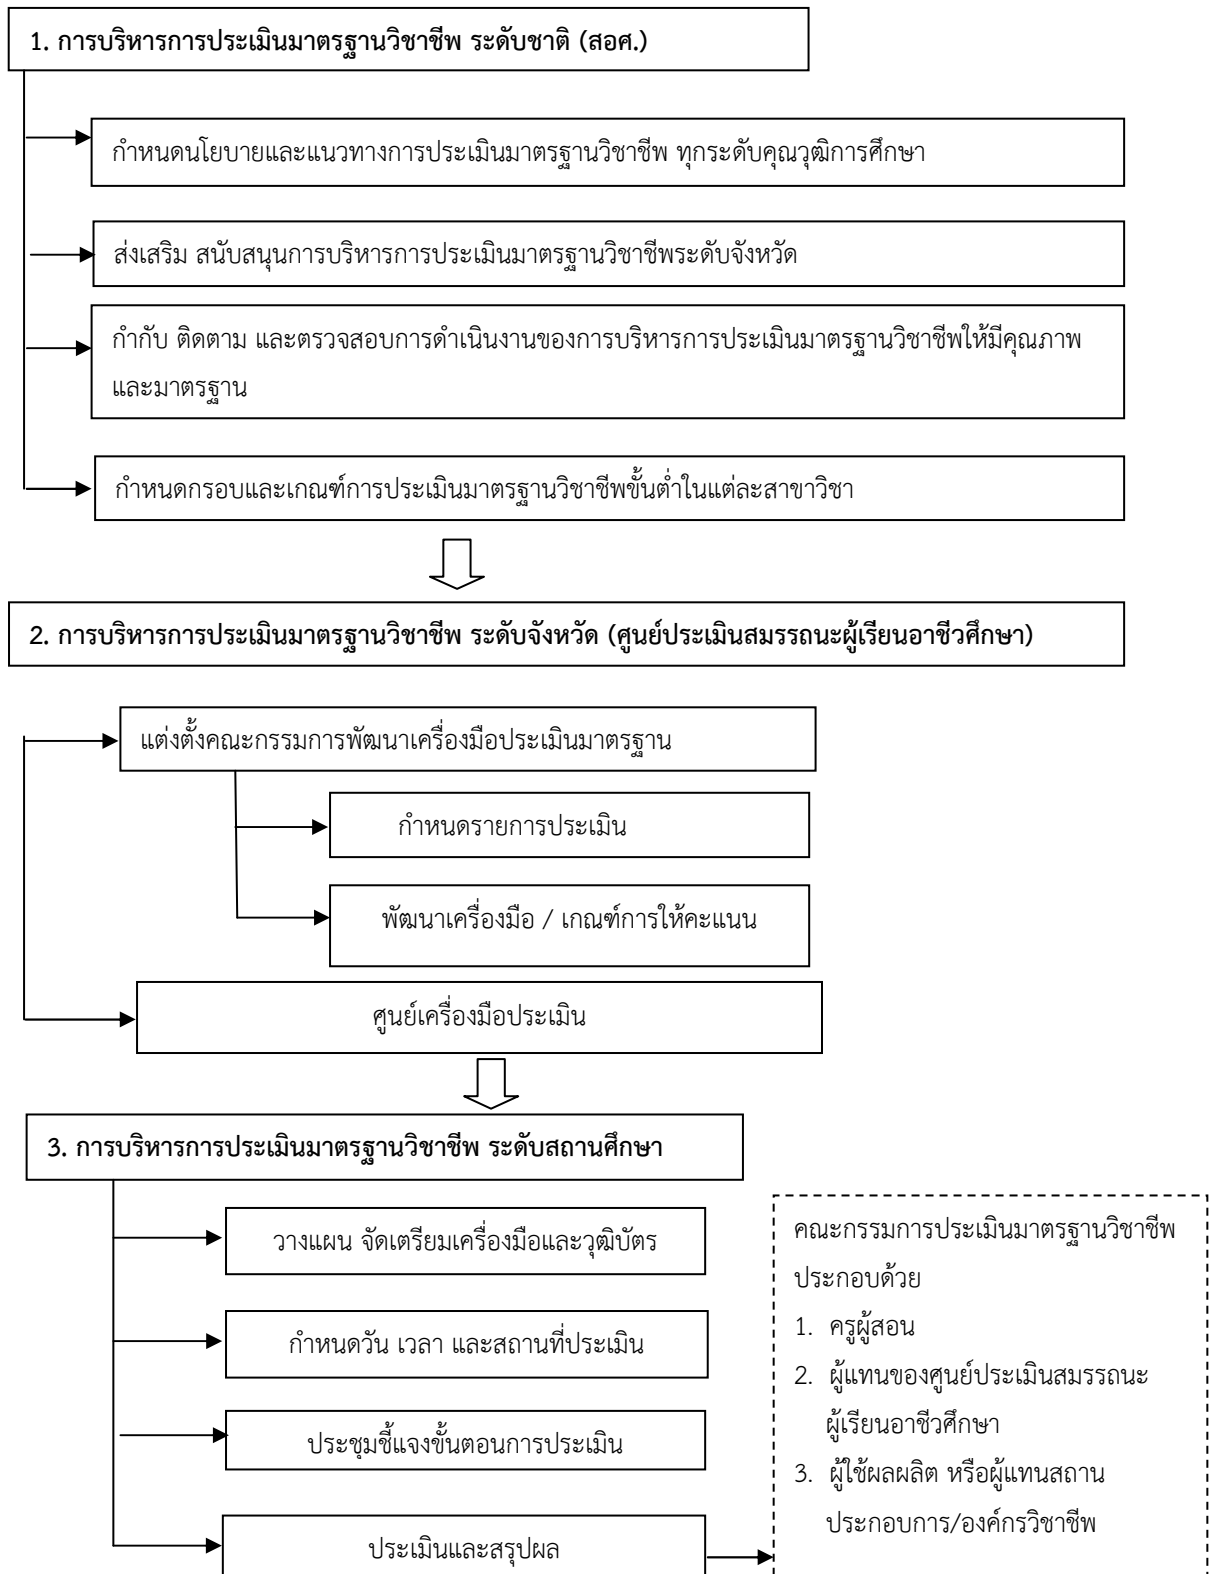 1. การบริหารการประเมินมาตรฐานวิชาชีพ ระดับชาติ (สอศ.)
กำหนดนโยบายและแนวทางการประเมินมาตรฐานวิชาชีพ ทุกระดับคุณวุฒิการศึกษา
ส่งเสริม สนับสนุนการบริหารการประเมินมาตรฐานวิชาชีพระดับจังหวัด
กำกับ ติดตาม และตรวจสอบการดำเนินงานของการบริหารการประเมินมาตรฐานวิชาชีพให้มีคุณภาพ
และมาตรฐาน
กำหนดกรอบและเกณฑ์การประเมินมาตรฐานวิชาชีพขั้นต่ำในแต่ละสาขาวิชา
2. การบริหารการประเมินมาตรฐานวิชาชีพ ระดับจังหวัด (ศูนย์ประเมินสมรรถนะผู้เรียนอาชีวศึกษา)
แต่งตั้งคณะกรรมการพัฒนาเครื่องมือประเมินมาตรฐาน
กำหนดรายการประเมิน
พัฒนาเครื่องมือ / เกณฑ์การให้คะแนน
ศูนย์เครื่องมือประเมิน
3. การบริหารการประเมินมาตรฐานวิชาชีพ ระดับสถานศึกษา
วางแผน จัดเตรียมเครื่องมือและวุฒิบัตร
กำหนดวัน เวลา และสถานที่ประเมิน
ประชุมชี้แจงขั้นตอนการประเมิน
ประเมินและสรุปผล
คณะกรรมการประเมินมาตรฐานวิชาชีพ
ประกอบด้วย
1. ครูผู้สอน
2. ผู้แทนของศูนย์ประเมินสมรรถนะ
ผู้เรียนอาชีวศึกษา
3. ผู้ใช้ผลผลิต หรือผู้แทนสถาน
ประกอบการ/องค์กรวิชาชีพ